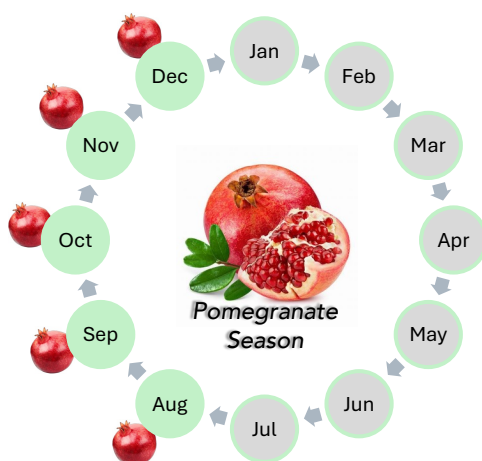 Jan
Feb
Mar
Apr
May
Jun
Jul
Aug
Sep
Oct
Nov
Dec
Pomegranate
Season